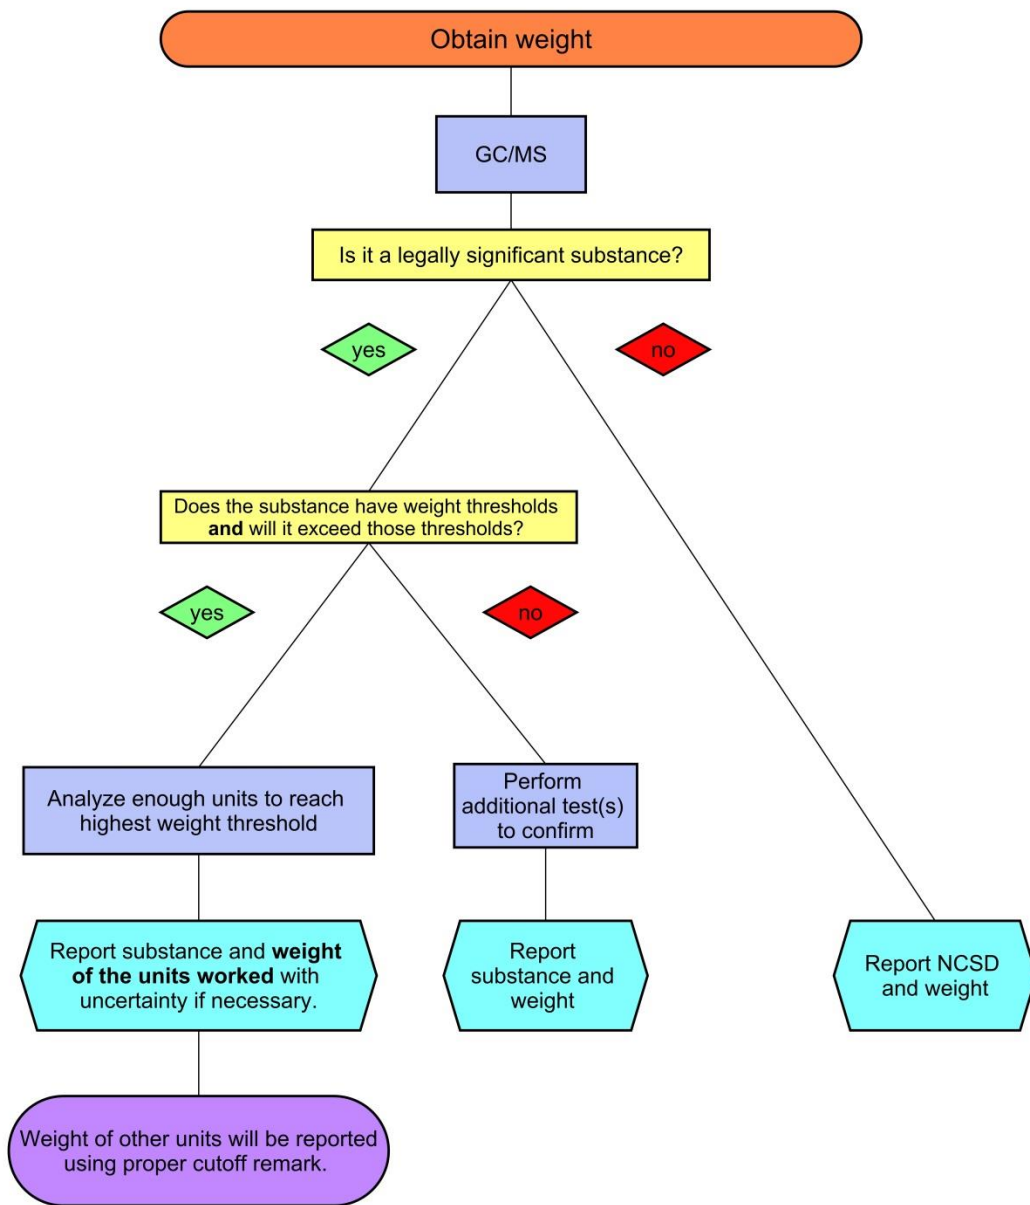 Obtain weight
GC/MS
Is it a legally significant substance?
yes
no
Does the substance have weight thresholds
and will it exceed those thresholds?
yes
no
Analyze enough units to reach
highest weight threshold
Perform
additional test(s)
to confirm
Report substance and weight
of the units worked with
uncertainty if necessary.
Report
substance and
weight
Report NCSD
and weight
Weight of other units will be reported
using proper cutoff remark.